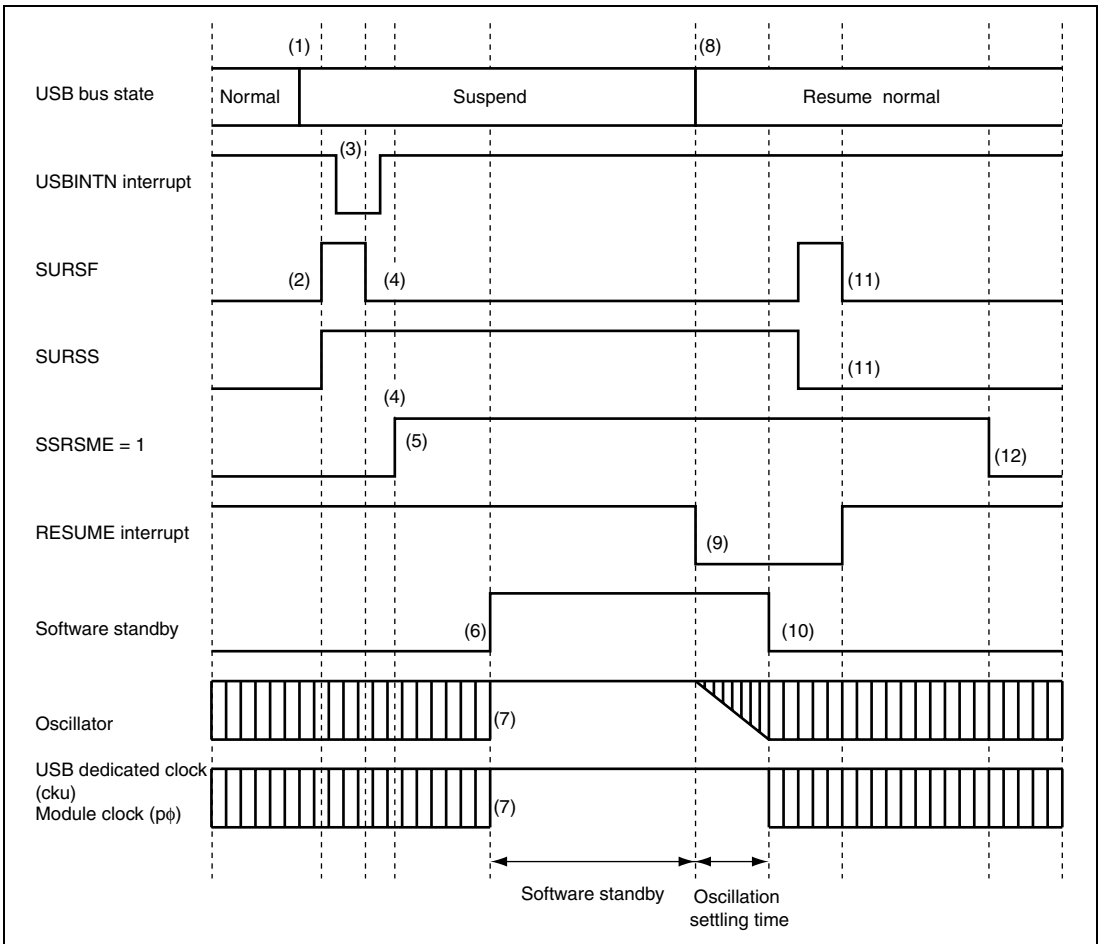 (1) (8)
USB bus state Normal Suspend Resume normal
(3)
USBINTN interrupt
SURSF (2) (4) (11)
SURSS (11)
(4)
SSRSME = 1 (5) (12)
RESUME interrupt (9)
Software standby (6) (10)
Oscillator (7)
USB dedicated clock
(cku)
Module clock (pϕ) (7)
Software standby Oscillation
settling time